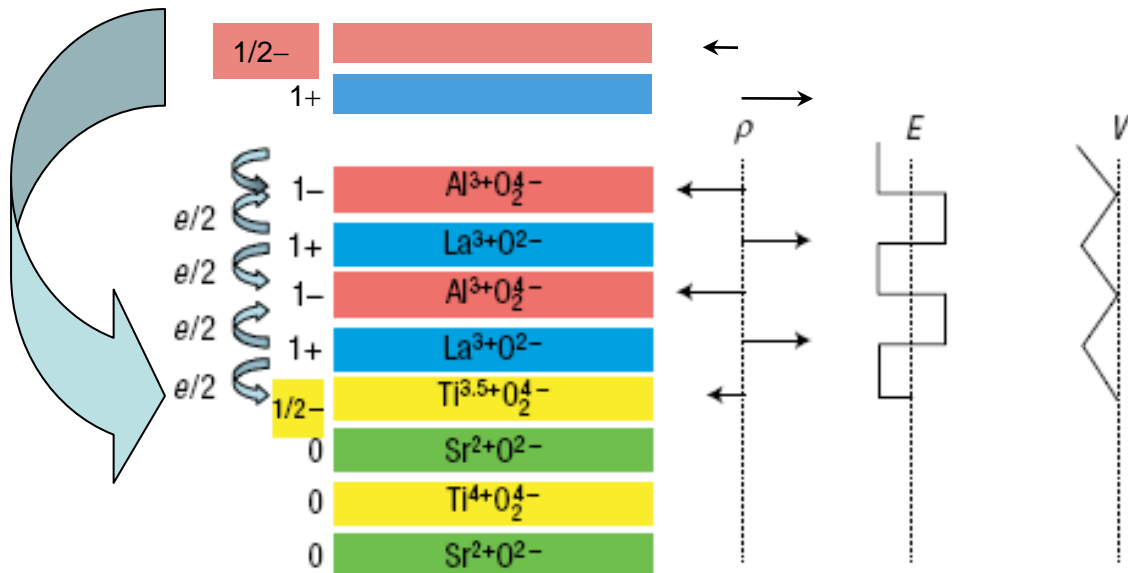 1/2−
1+
ρ E V
1− Al³⁺O₂⁴⁻
e/2
1+ La³⁺O²⁻
e/2
1− Al³⁺O₂⁴⁻
e/2
1+ La³⁺O²⁻
e/2
1/2− Ti³·⁵⁺O₂⁴⁻
0 Sr²⁺O²⁻
0 Ti⁴⁺O₂⁴⁻
0 Sr²⁺O²⁻